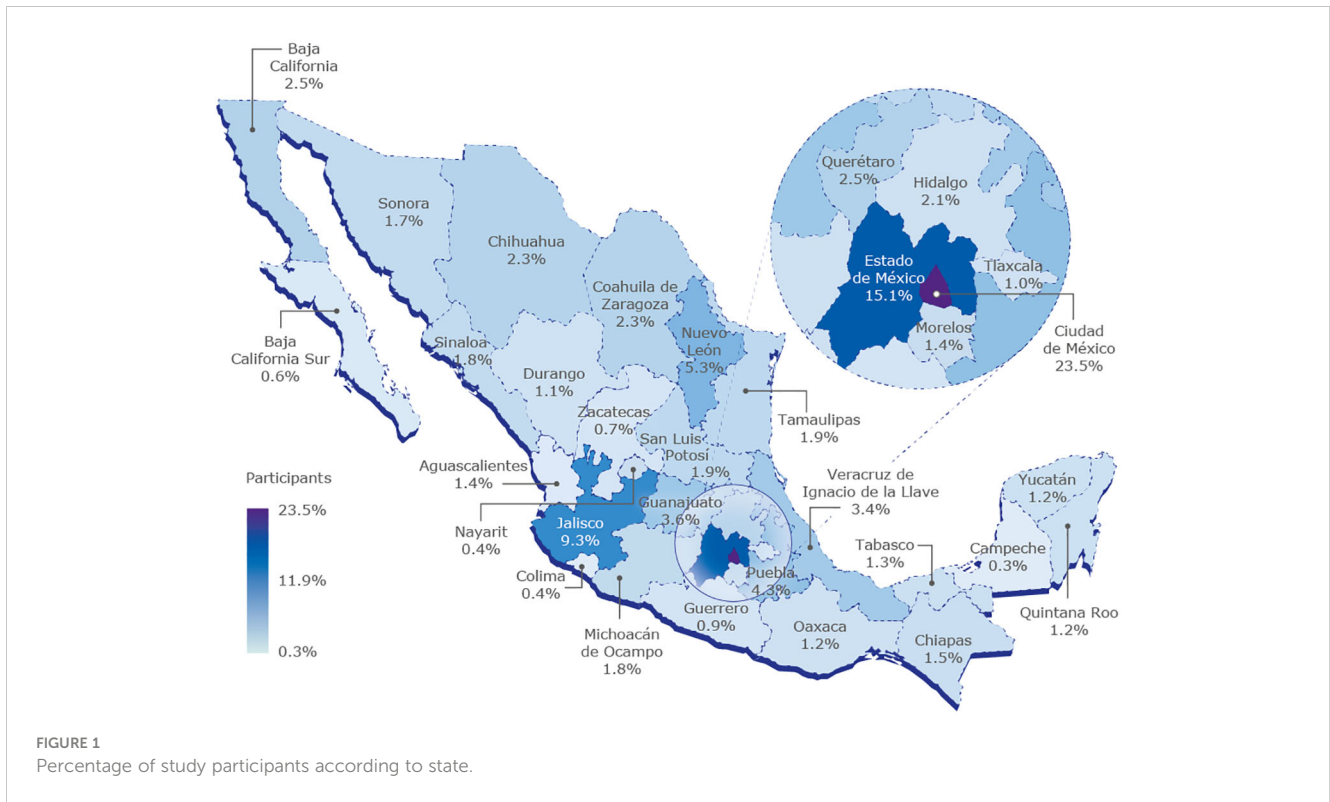 Baja
California
2.5%
Sonora
1.7%
Chihuahua
2.3%
Coahuila de
Zaragoza
2.3%
Nuevo
León
5.3%
Baja
California Sur
0.6%
Sinaloa
1.8%
Durango
1.1%
Zacatecas
0.7%
San Luis
Potosí
1.9%
Tamaulipas
1.9%
Querétaro
2.5%
Hidalgo
2.1%
Estado
de México
15.1%
Tlaxcala
1.0%
Morelos
1.4%
Ciudad
de México
23.5%
Aguascalientes
1.4%
Nayarit
0.4%
Jalisco
9.3%
Guanajuato
3.6%
Colima
0.4%
Michoacán
de Ocampo
1.8%
Guerrero
0.9%
Puebla
4.3%
Veracruz de
Ignacio de la Llave
3.4%
Oaxaca
1.2%
Tabasco
1.3%
Chiapas
1.5%
Campeche
0.3%
Yucatán
1.2%
Quintana Roo
1.2%
Participants
23.5%
11.9%
0.3%
FIGURE 1
Percentage of study participants according to state.